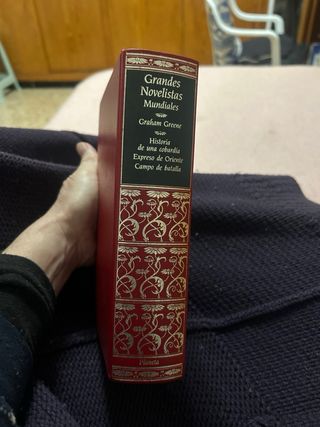 Grandes
Novelistas
Mundiales
Graham Greene
Historia
de una cobardía
Expreso de Oriente
Campo de batalla
Planeta